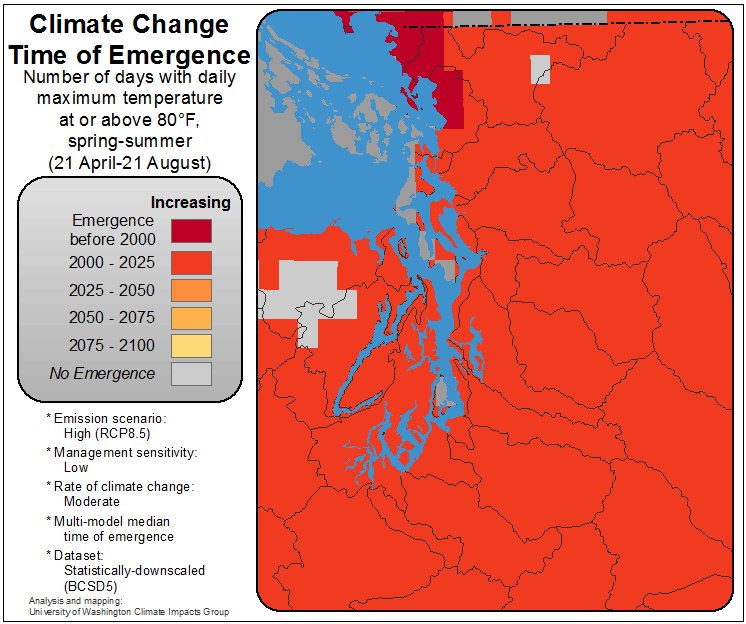 Climate Change
Time of Emergence
Number of days with daily
maximum temperature
at or above 80°F,
spring-summer
(21 April-21 August)
Increasing
Emergence
before 2000
2000 - 2025
2025 - 2050
2050 - 2075
2075 - 2100
No Emergence
* Emission scenario:
High (RCP8.5)
* Management sensitivity:
Low
* Rate of climate change:
Moderate
* Multi-model median
time of emergence
* Dataset:
Statistically-downscaled
(BCSD5)
Analysis and mapping:
University of Washington Climate Impacts Group